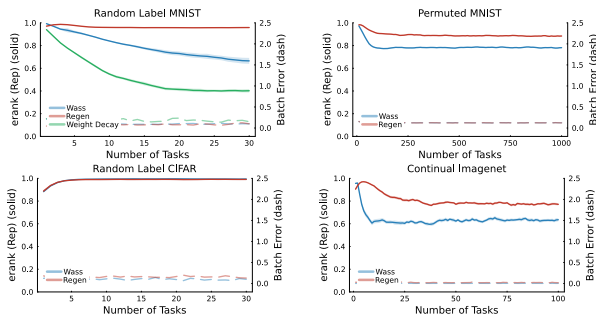 Random Label MNIST
erank (Rep) (solid)
1.0
0.8
0.6
0.4
0.2
0.0
Wass
Regen
Weight Decay
5 10 15 20 25 30
Number of Tasks
2.5
2.0
1.5
1.0
0.5
0.0
Batch Error (dash)
Permuted MNIST
erank (Rep) (solid)
1.0
0.8
0.6
0.4
0.2
0.0
Wass
Regen
0 250 500 750 1000
Number of Tasks
2.5
2.0
1.5
1.0
0.5
0.0
Batch Error (dash)
Random Label CIFAR
erank (Rep) (solid)
1.0
0.8
0.6
0.4
0.2
0.0
Wass
Regen
5 10 15 20 25 30
Number of Tasks
2.5
2.0
1.5
1.0
0.5
0.0
Batch Error (dash)
Continual Imagenet
erank (Rep) (solid)
1.0
0.8
0.6
0.4
0.2
0.0
Wass
Regen
0 25 50 75 100
Number of Tasks
2.5
2.0
1.5
1.0
0.5
0.0
Batch Error (dash)